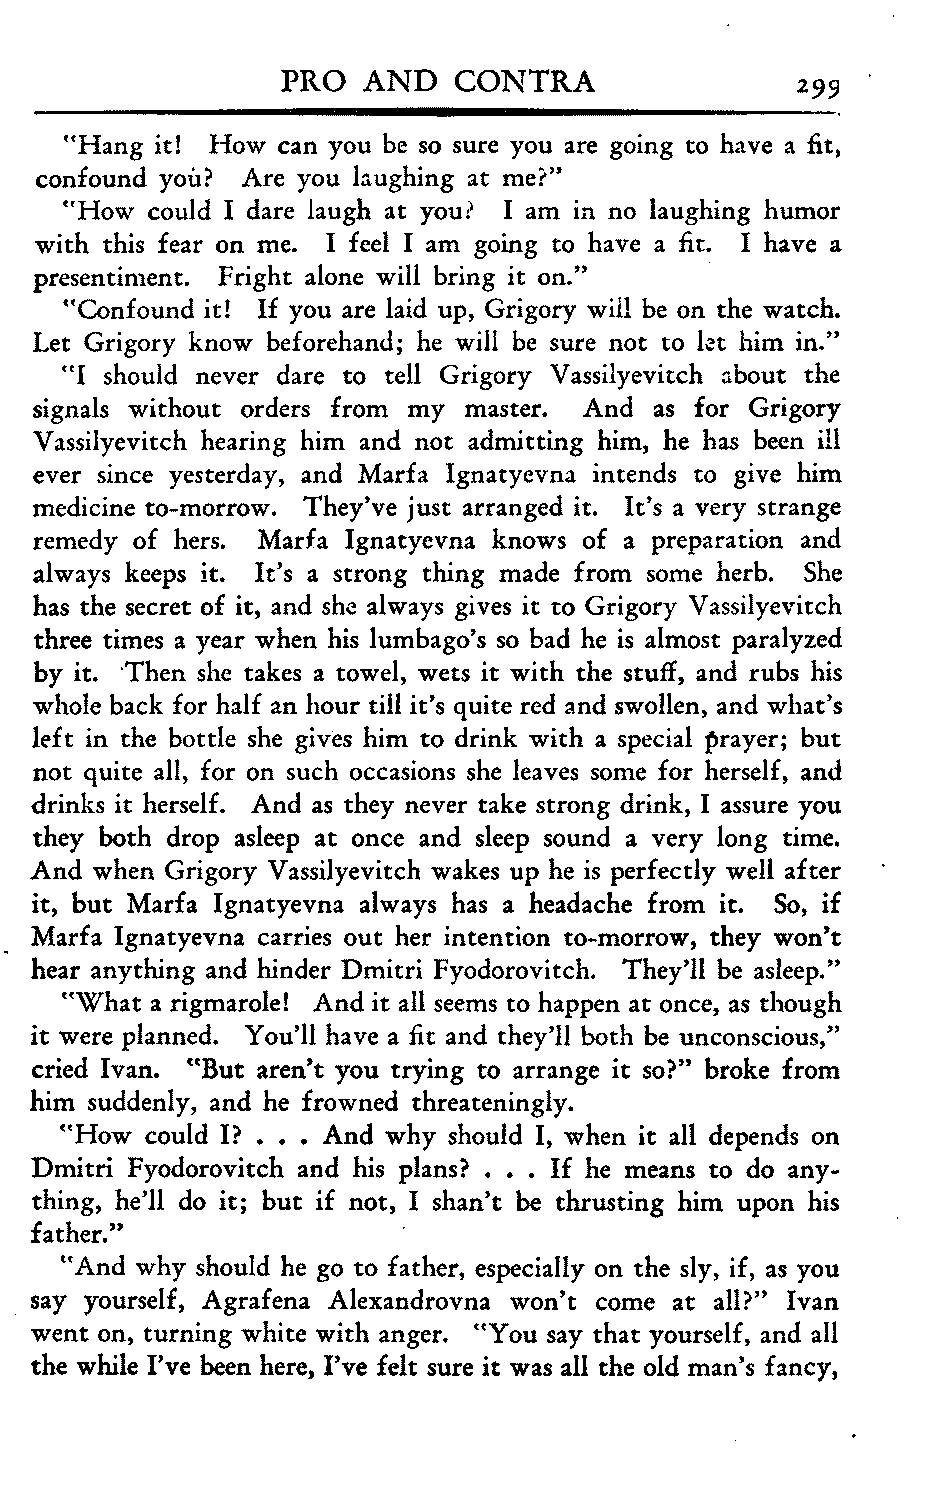 PRO AND CONTRA 299
"Hang it! How can you be so sure you are going to have a fit,
confound you? Are you laughing at me?"
"How could I dare laugh at you? I am in no laughing humor
with this fear on me. I feel I am going to have a fit. I have a
presentiment. Fright alone will bring it on."
"Confound it! If you are laid up, Grigory will be on the watch.
Let Grigory know beforehand; he will be sure not to let him in."
"I should never dare to tell Grigory Vassilyevitch about the
signals without orders from my master. And as for Grigory
Vassilyevitch hearing him and not admitting him, he has been ill
ever since yesterday, and Marfa Ignatyevna intends to give him
medicine to-morrow. They've just arranged it. It's a very strange
remedy of hers. Marfa Ignatyevna knows of a preparation and
always keeps it. It's a strong thing made from some herb. She
has the secret of it, and she always gives it to Grigory Vassilyevitch
three times a year when his lumbago's so bad he is almost paralyzed
by it. Then she takes a towel, wets it with the stuff, and rubs his
whole back for half an hour till it's quite red and swollen, and what's
left in the bottle she gives him to drink with a special prayer; but
not quite all, for on such occasions she leaves some for herself, and
drinks it herself. And as they never take strong drink, I assure you
they both drop asleep at once and sleep sound a very long time.
And when Grigory Vassilyevitch wakes up he is perfectly well after
it, but Marfa Ignatyevna always has a headache from it. So, if
Marfa Ignatyevna carries out her intention to-morrow, they won't
hear anything and hinder Dmitri Fyodorovitch. They'll be asleep."
"What a rigmarole! And it all seems to happen at once, as though
it were planned. You'll have a fit and they'll both be unconscious,"
cried Ivan. "But aren't you trying to arrange it so?" broke from
him suddenly, and he frowned threateningly.
"How could I? . . . And why should I, when it all depends on
Dmitri Fyodorovitch and his plans? . . . If he means to do any-
thing, he'll do it; but if not, I shan't be thrusting him upon his
father."
"And why should he go to father, especially on the sly, if, as you
say yourself, Agrafena Alexandrovna won't come at all?" Ivan
went on, turning white with anger. "You say that yourself, and all
the while I've been here, I've felt sure it was all the old man's fancy,